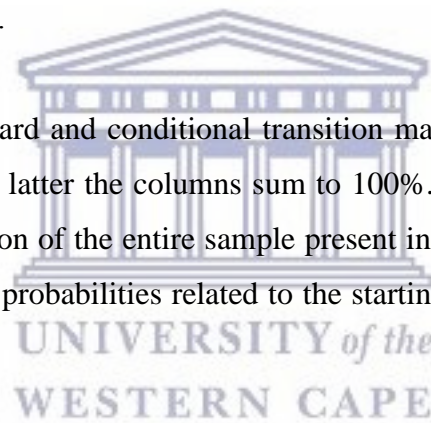 ard and conditional transition ma
latter the columns sum to 100%.
on of the entire sample present in
probabilities related to the startin
UNIVERSITY of the
WESTERN CAPE